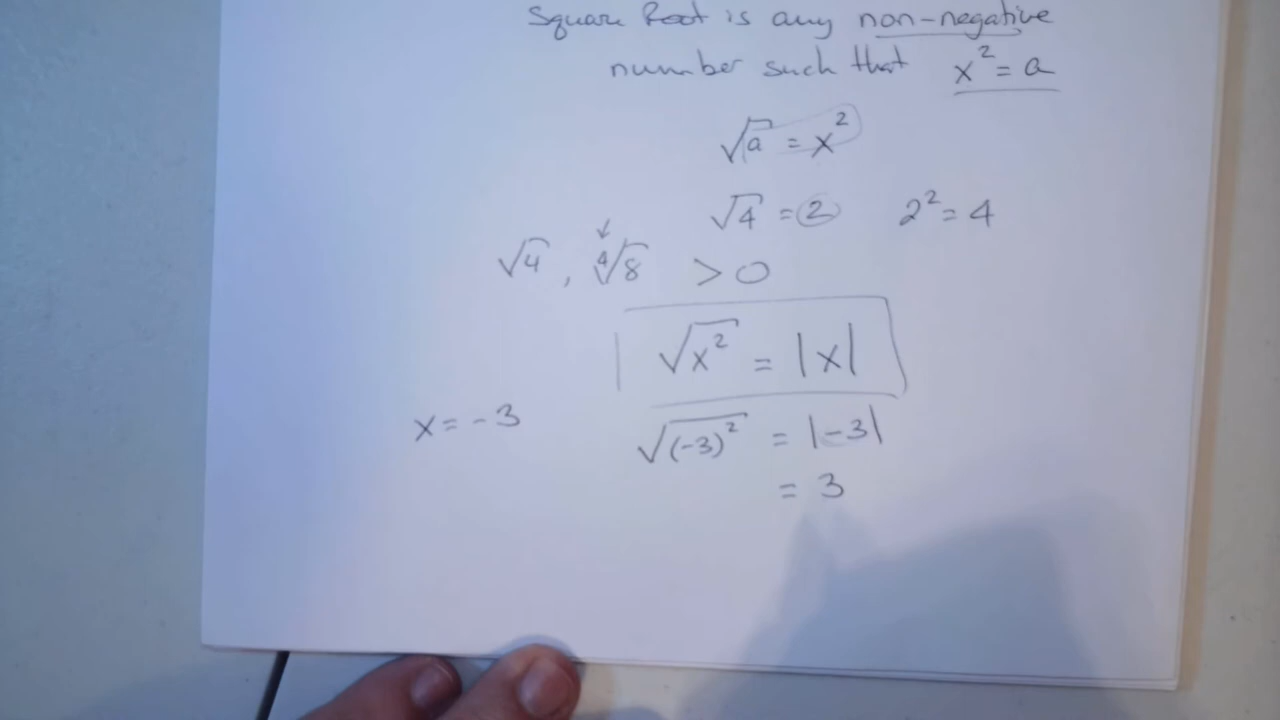 Square Root is any non-negative
number such that x² = a
√a = x²
√4 = 2 2² = 4
√4 , ∜8 > 0
√x² = |x|
x = -3 √(-3)² = |-3|
= 3